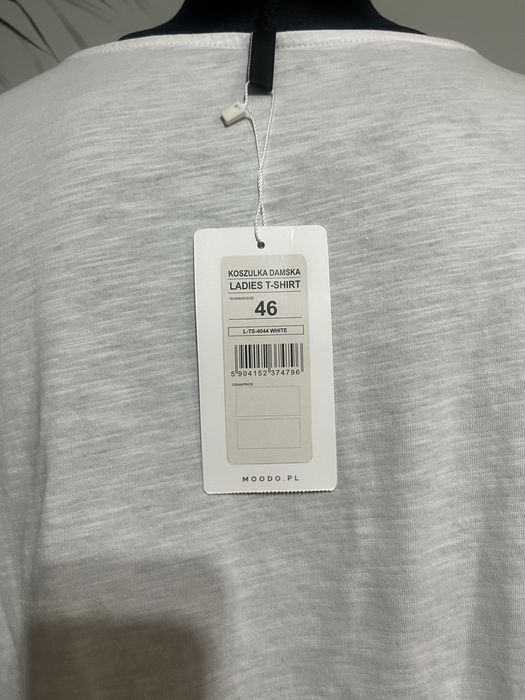 KOSZULKA DAMSKA
LADIES T-SHIRT
ROZMIAR/SIZE
46
L-TS-4044 WHITE
5 904152 374796
CENA/PRICE
MOODO.PL